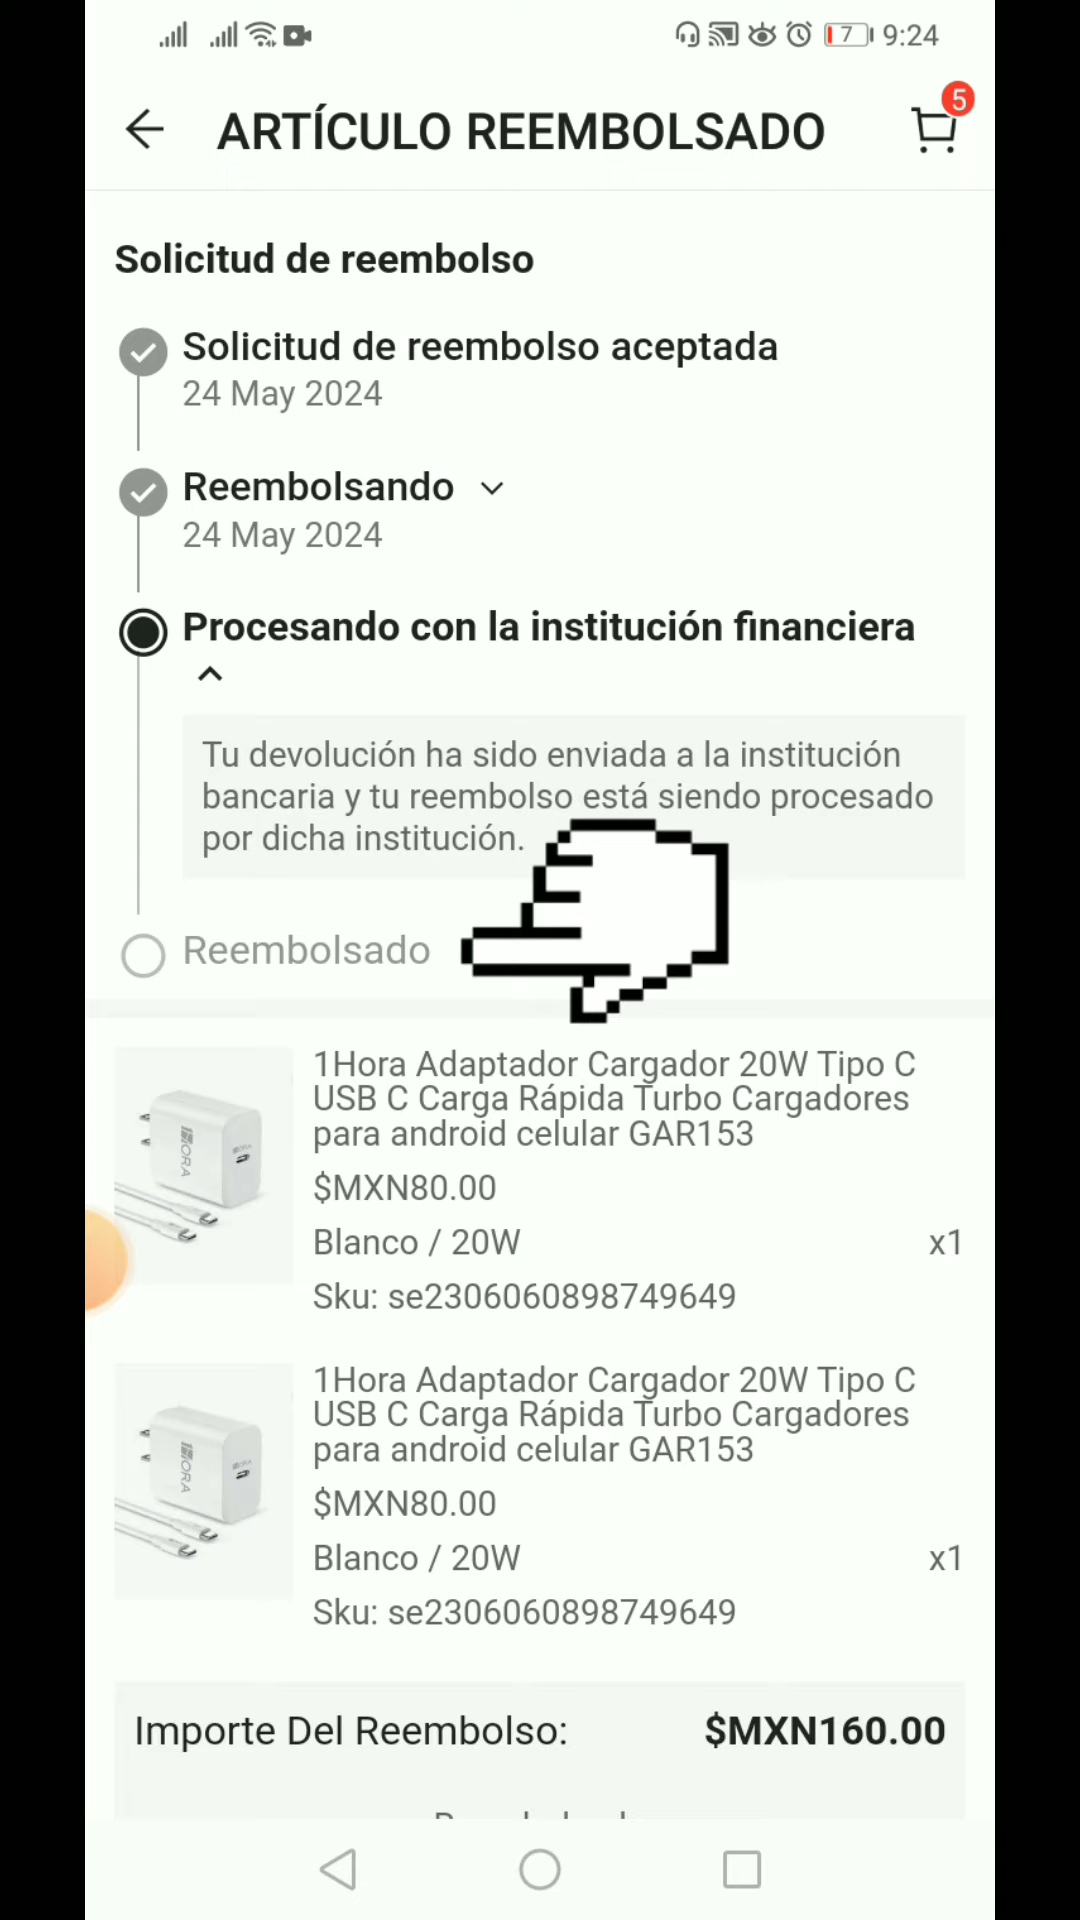 7 9:24
ARTÍCULO REEMBOLSADO
5
Solicitud de reembolso
Solicitud de reembolso aceptada
24 May 2024
Reembolsando
24 May 2024
Procesando con la institución financiera
Tu devolución ha sido enviada a la institución
bancaria y tu reembolso está siendo procesado
por dicha institución.
Reembolsado
1Hora Adaptador Cargador 20W Tipo C
USB C Carga Rápida Turbo Cargadores
para android celular GAR153
$MXN80.00
Blanco / 20W x1
Sku: se2306060898749649
1Hora Adaptador Cargador 20W Tipo C
USB C Carga Rápida Turbo Cargadores
para android celular GAR153
$MXN80.00
Blanco / 20W x1
Sku: se2306060898749649
Importe Del Reembolso: $MXN160.00